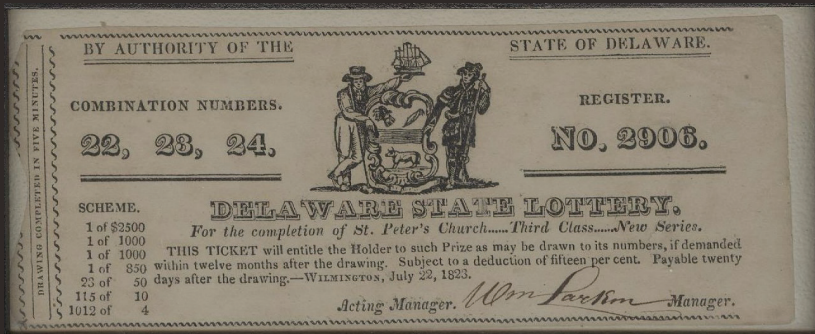 DRAWING COMPLETED IN FIVE MINUTES.
BY AUTHORITY OF THE STATE OF DELAWARE.
COMBINATION NUMBERS.
22, 23, 24.
REGISTER.
No. 2906.
SCHEME.
1 of $2500
1 of 1000
1 of 1000
1 of 850
23 of 50
115 of 10
1012 of 4
DELAWARE STATE LOTTERY.
For the completion of St. Peter's Church......Third Class......New Series.
THIS TICKET will entitle the Holder to such Prize as may be drawn to its numbers, if demanded
within twelve months after the drawing. Subject to a deduction of fifteen per cent. Payable twenty
days after the drawing.—WILMINGTON, July 22, 1823.
Acting Manager. Wm Larkin Manager.